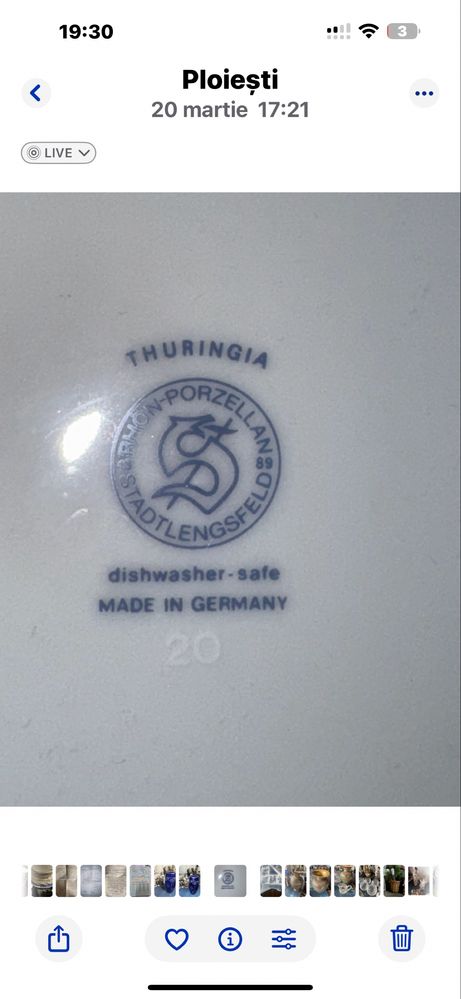 19:30
3
Ploiești
20 martie 17:21
LIVE
THURINGIA
RHÖN-PORZELLAN
89
STADTLENGSFELD
dishwasher-safe
MADE IN GERMANY
20